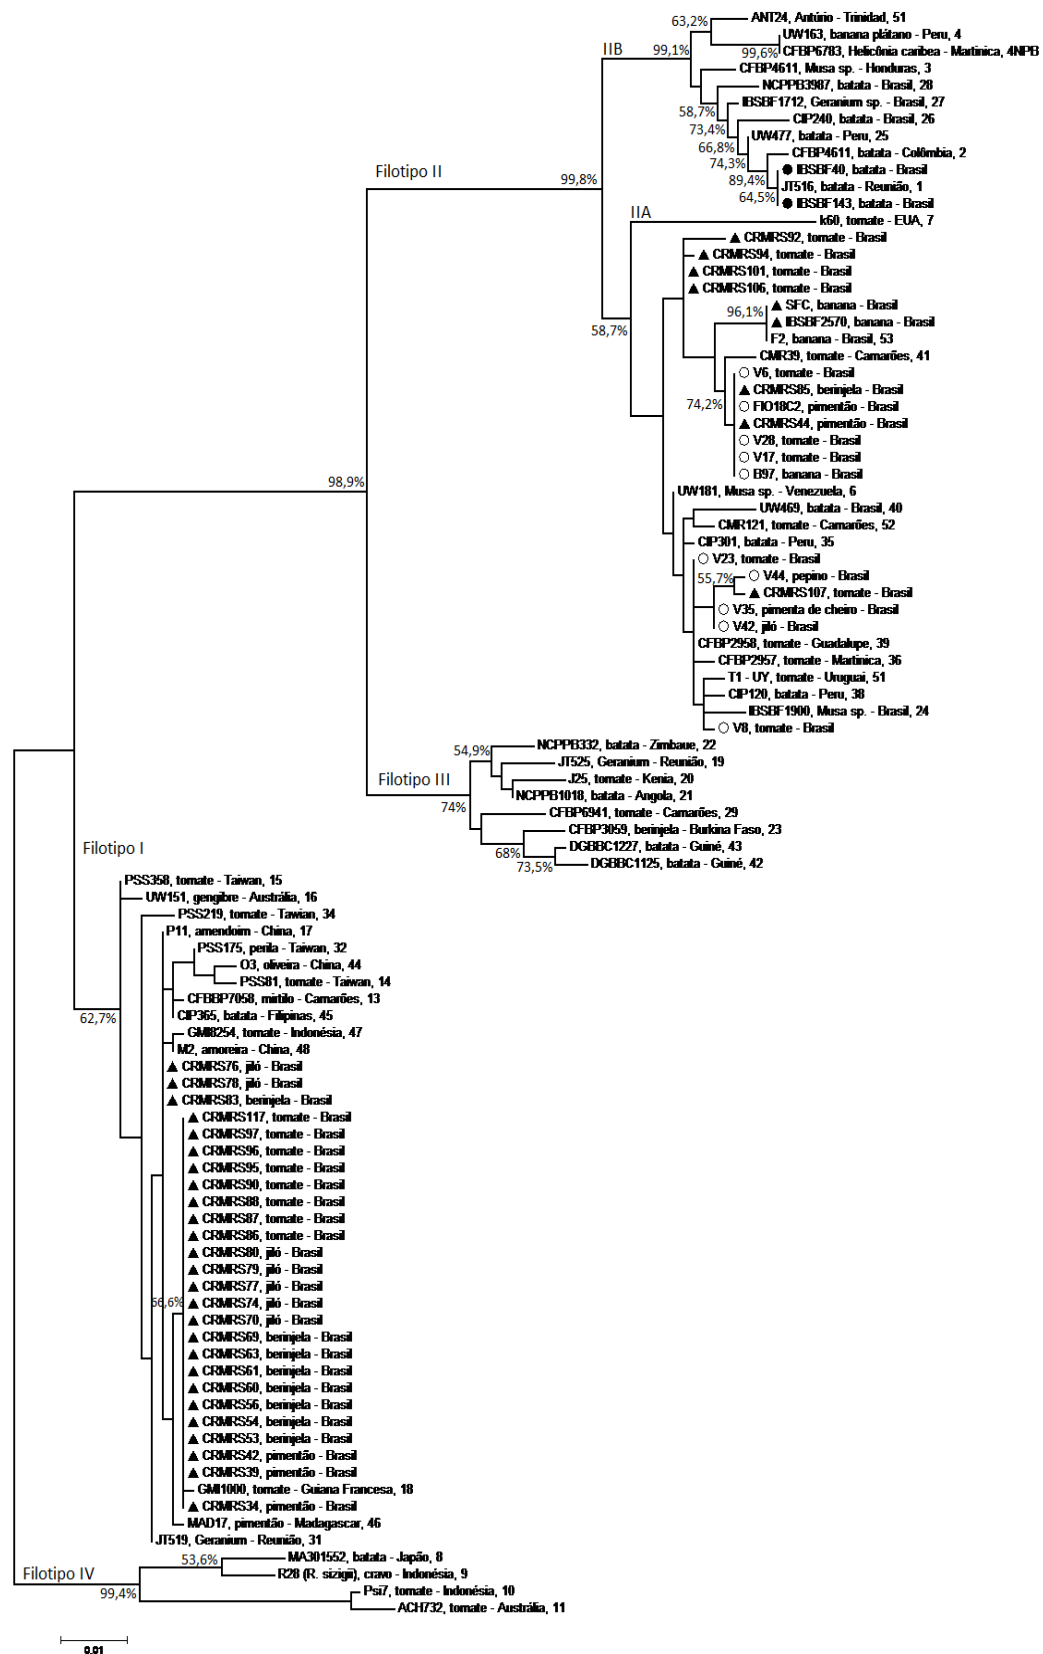 ANT24, Antúrio - Trinidad, 51
63,2%
UW163, banana plátano - Peru, 4
IIB
99,1%
99,6%
CFBP6783, Helicônia caribea - Martinica, 4NPB
CFBP4611, Musa sp. - Honduras, 3
NCPPB3987, batata - Brasil, 28
IBSBF1712, Geranium sp. - Brasil, 27
58,7%
CIP240, batata - Brasil, 26
73,4%
UW477, batata - Peru, 25
66,8%
CFBP4611, batata - Colômbia, 2
74,3%
Filotipo II
IBSBF40, batata - Brasil
99,8%
89,4%
JT516, batata - Reunião, 1
64,5%
IBSBF143, batata - Brasil
IIA
k60, tomate - EUA, 7
CRMRS92, tomate - Brasil
CRMRS94, tomate - Brasil
CRMRS101, tomate - Brasil
CRMRS106, tomate - Brasil
SFC, banana - Brasil
96,1%
IBSBF2570, banana - Brasil
58,7%
F2, banana - Brasil, 53
CMR39, tomate - Camarões, 41
V6, tomate - Brasil
CRMRS85, berinjela - Brasil
74,2%
FIO18C2, pimentão - Brasil
CRMRS44, pimentão - Brasil
V28, tomate - Brasil
V17, tomate - Brasil
B97, banana - Brasil
98,9%
UW181, Musa sp. - Venezuela, 6
UW469, batata - Brasil, 40
CMR121, tomate - Camarões, 52
CIP301, batata - Peru, 35
V23, tomate - Brasil
55,7%
V44, pepino - Brasil
CRMRS107, tomate - Brasil
V35, pimenta de cheiro - Brasil
V42, jiló - Brasil
CFBP2958, tomate - Guadalupe, 39
CFBP2957, tomate - Martinica, 36
T1 - UY, tomate - Uruguai, 51
CIP120, batata - Peru, 38
IBSBF1900, Musa sp. - Brasil, 24
V8, tomate - Brasil
NCPPB332, batata - Zimbaue, 22
54,9%
JT525, Geranium - Reunião, 19
Filotipo III
J25, tomate - Kenia, 20
NCPPB1018, batata - Angola, 21
74%
CFBP6941, tomate - Camarões, 29
CFBP3059, berinjela - Burkina Faso, 23
Filotipo I
68%
DGBBC1227, batata - Guiné, 43
73,5%
DGBBC1125, batata - Guiné, 42
PSS358, tomate - Taiwan, 15
UW151, gengibre - Austrália, 16
PSS219, tomate - Tawian, 34
P11, amendoim - China, 17
PSS175, perila - Taiwan, 32
O3, oliveira - China, 44
PSS81, tomate - Taiwan, 14
CFBBP7058, mirtilo - Camarões, 13
62,7%
CIP365, batata - Filipinas, 45
GMI8254, tomate - Indonésia, 47
M2, amoreira - China, 48
CRMRS76, jiló - Brasil
CRMRS78, jiló - Brasil
CRMRS83, berinjela - Brasil
CRMRS117, tomate - Brasil
CRMRS97, tomate - Brasil
CRMRS96, tomate - Brasil
CRMRS95, tomate - Brasil
CRMRS90, tomate - Brasil
CRMRS88, tomate - Brasil
CRMRS87, tomate - Brasil
CRMRS86, tomate - Brasil
CRMRS80, jiló - Brasil
CRMRS79, jiló - Brasil
CRMRS77, jiló - Brasil
66,6%
CRMRS74, jiló - Brasil
CRMRS70, jiló - Brasil
CRMRS69, berinjela - Brasil
CRMRS63, berinjela - Brasil
CRMRS61, berinjela - Brasil
CRMRS60, berinjela - Brasil
CRMRS56, berinjela - Brasil
CRMRS54, berinjela - Brasil
CRMRS53, berinjela - Brasil
CRMRS42, pimentão - Brasil
CRMRS39, pimentão - Brasil
GMI1000, tomate - Guiana Francesa, 18
CRMRS34, pimentão - Brasil
MAD17, pimentão - Madagascar, 46
JT519, Geranium - Reunião, 31
53,6%
MA301552, batata - Japão, 8
Filotipo IV
R28 (R. sizigii), cravo - Indonésia, 9
99,4%
Psi7, tomate - Indonésia, 10
ACH732, tomate - Austrália, 11
0.01